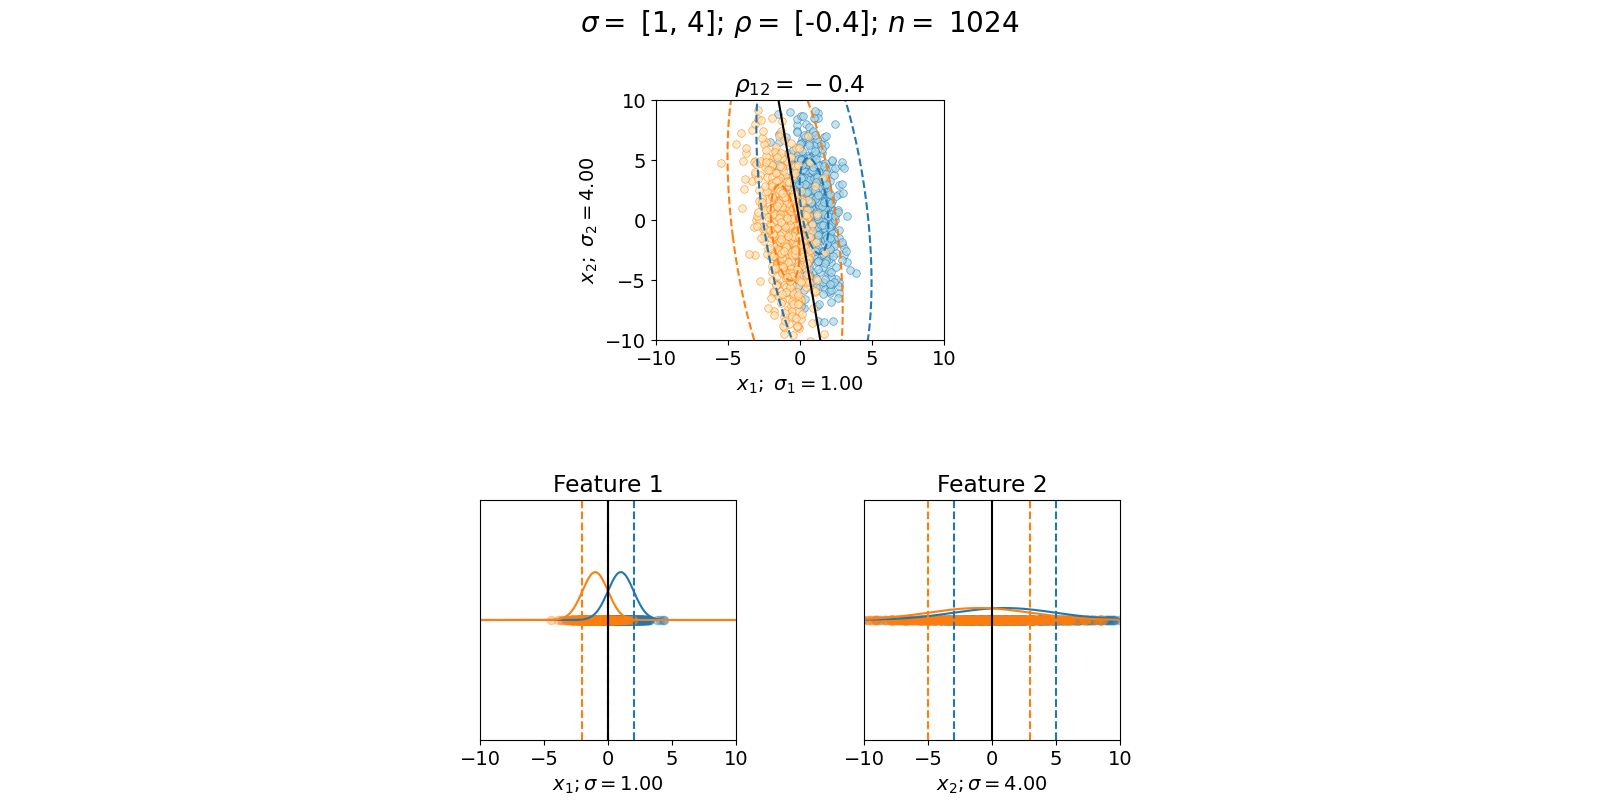 σ = [1, 4]; ρ = [-0.4]; n = 1024
ρ₁₂ = −0.4
10
5
0
−5
−10
x₂; σ₂ = 4.00
−10 −5 0 5 10
x₁; σ₁ = 1.00
Feature 1
−10 −5 0 5 10
x₁; σ = 1.00
Feature 2
−10 −5 0 5 10
x₂; σ = 4.00